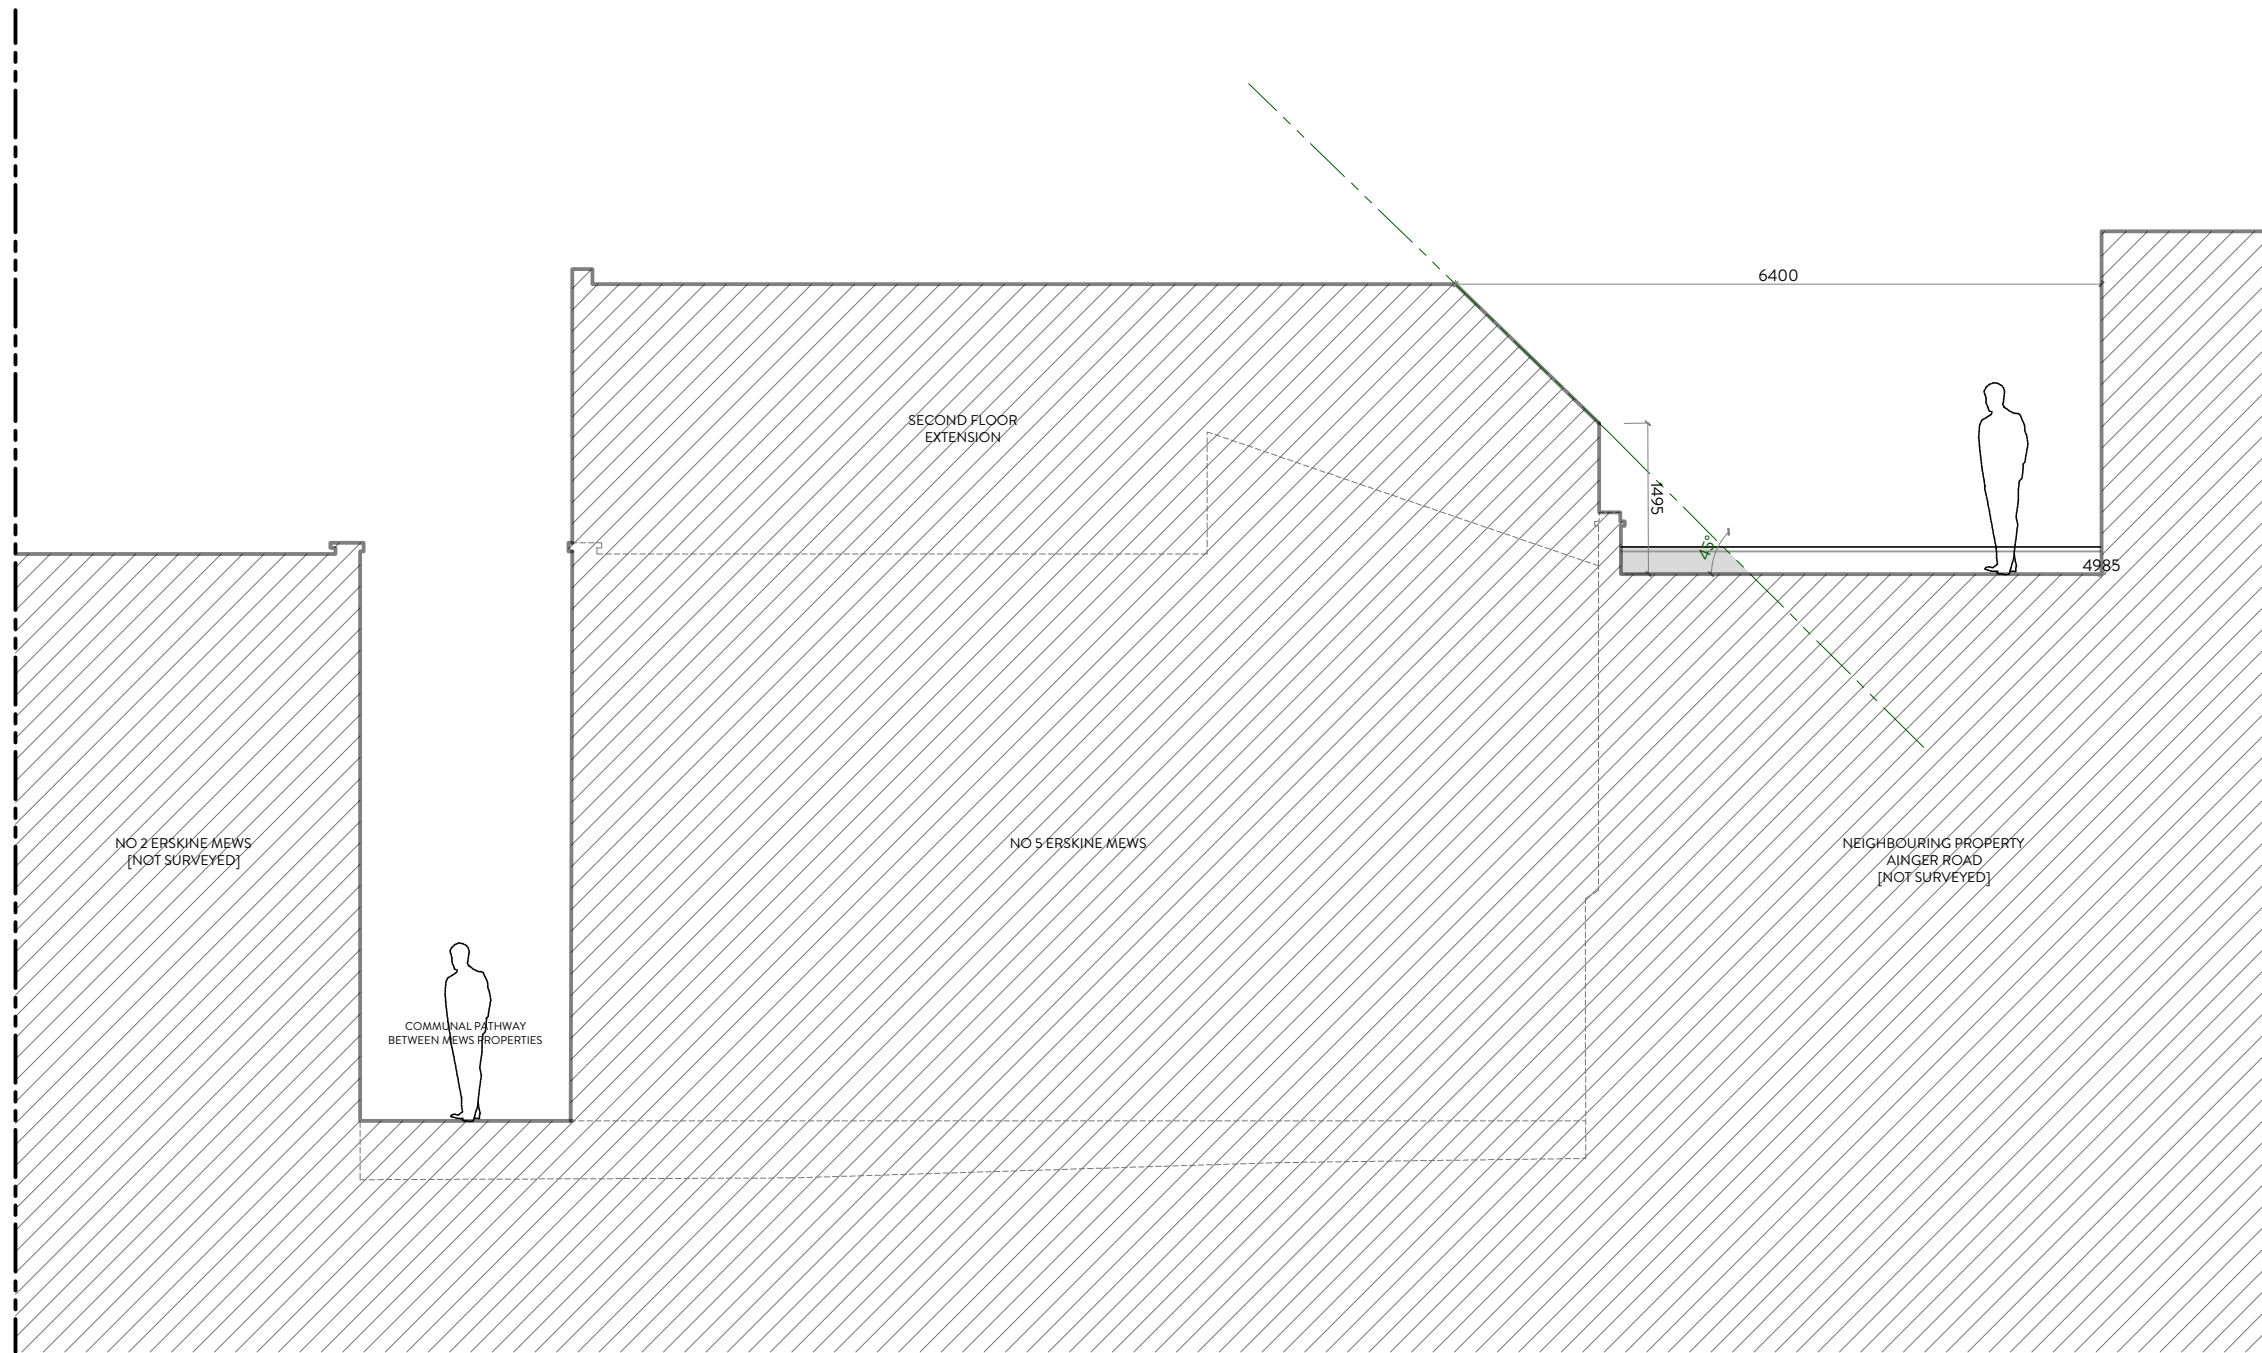 6400
SECOND FLOOR
EXTENSION
1495
45°
4985
NO 2 ERSKINE MEWS
[NOT SURVEYED]
NO 5 ERSKINE MEWS
NEIGHBOURING PROPERTY
AINGER ROAD
[NOT SURVEYED]
COMMUNAL PATHWAY
BETWEEN MEWS PROPERTIES